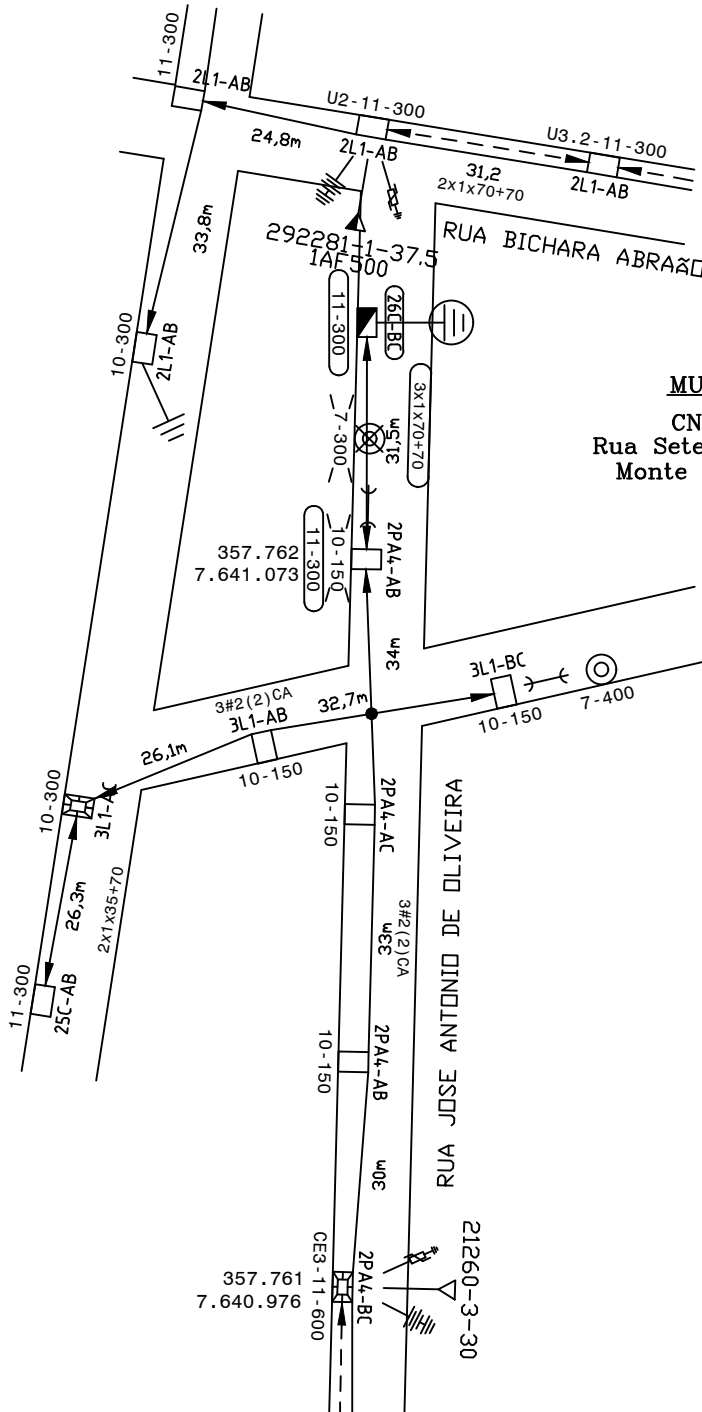 11-300
2L1-AB
U2-11-300
U3.2-11-300
24,8m
2L1-AB
31,2
2x1x70+70
2L1-AB
33,8m
292281-1-37.5
1AF500
RUA BICHARA ABRAÃO
11-300
26C-BC
10-300
2L1-AB
3x1x70+70
7-300
31,5m
MU
CN
Rua Sete
Monte
357.762
7.641.073
11-300
10-150
2PA4-AB
34m
3L1-BC
10-150
7-400
3#2(2)CA
3L1-AB
32,7m
26,1m
10-150
10-300
3L1-AC
10-150
2PA4-AC
26,3m
2x1x35+70
11-300
25C-AB
33m
3#2(2)CA
RUA JOSE ANTONIO DE OLIVEIRA
10-150
2PA4-AB
30m
CE3-11-600
357.761
7.640.976
2PA4-BC
21260-3-30